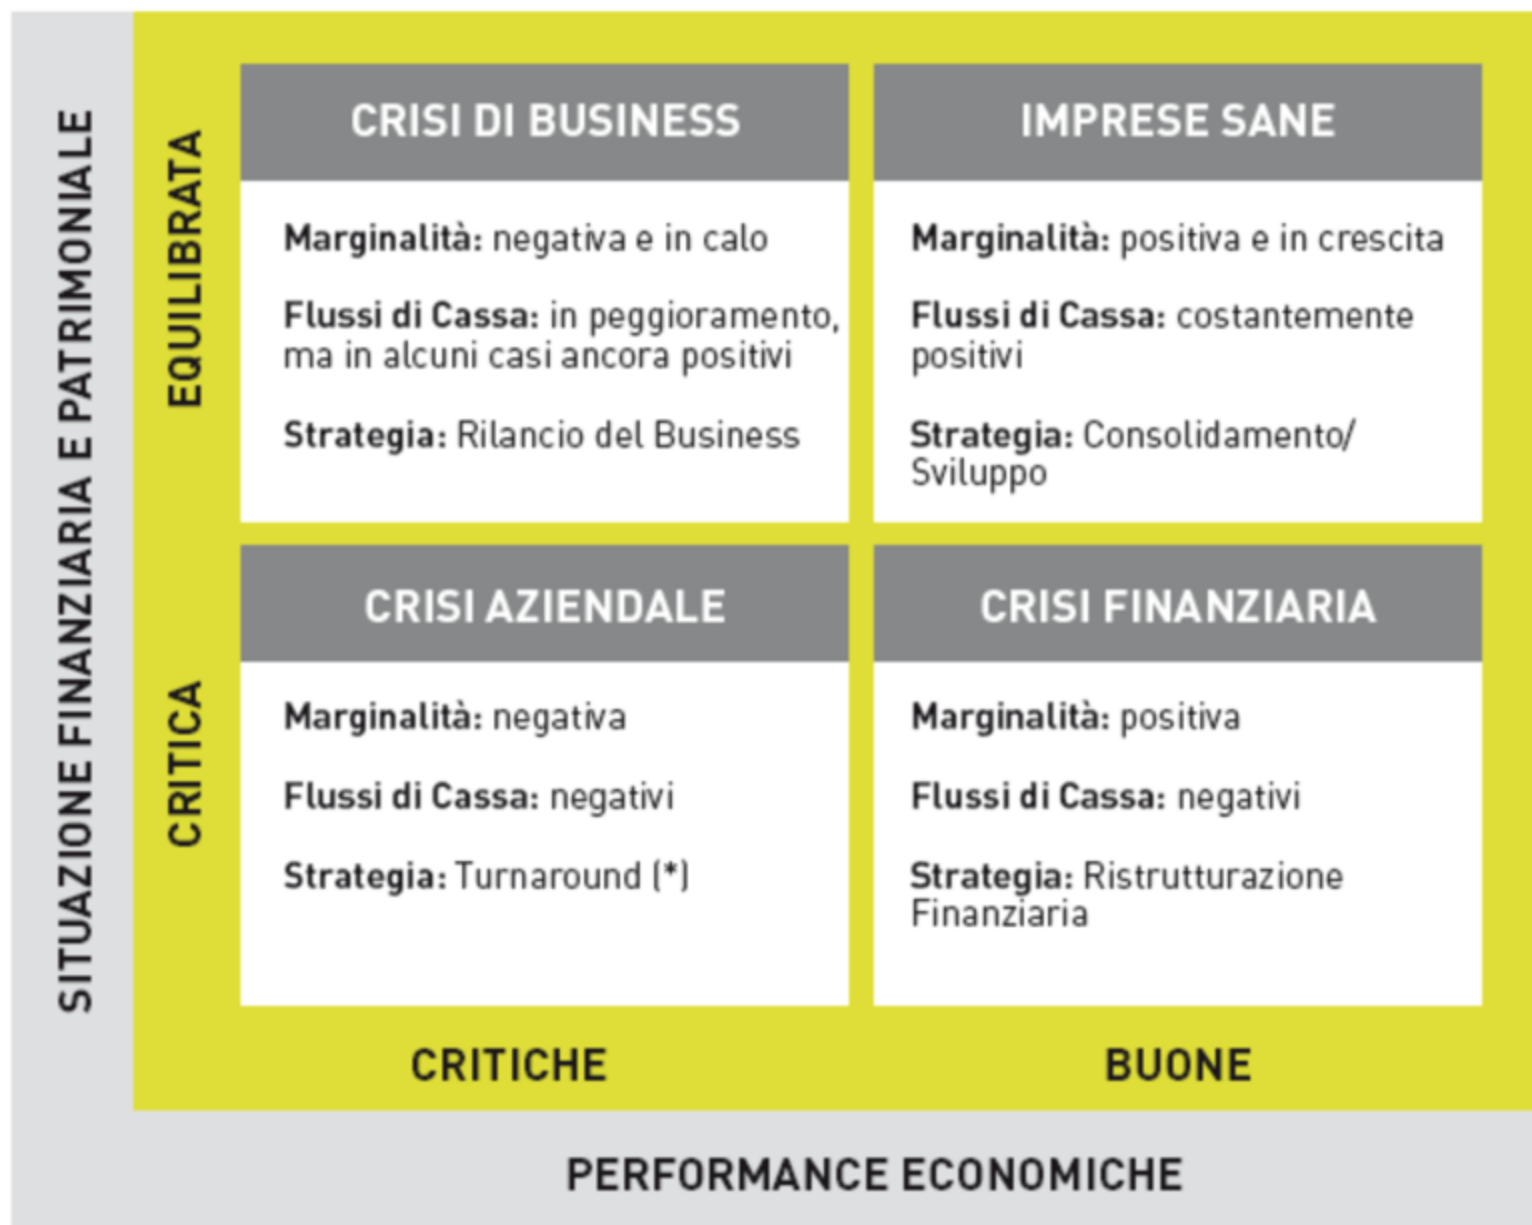 SITUAZIONE FINANZIARIA E PATRIMONIALE
EQUILIBRATA
CRISI DI BUSINESS
Marginalità: negativa e in calo
Flussi di Cassa: in peggioramento,
ma in alcuni casi ancora positivi
Strategia: Rilancio del Business
IMPRESE SANE
Marginalità: positiva e in crescita
Flussi di Cassa: costantemente
positivi
Strategia: Consolidamento/
Sviluppo
CRITICA
CRISI AZIENDALE
Marginalità: negativa
Flussi di Cassa: negativi
Strategia: Turnaround (*)
CRISI FINANZIARIA
Marginalità: positiva
Flussi di Cassa: negativi
Strategia: Ristrutturazione
Finanziaria
CRITICHE
BUONE
PERFORMANCE ECONOMICHE